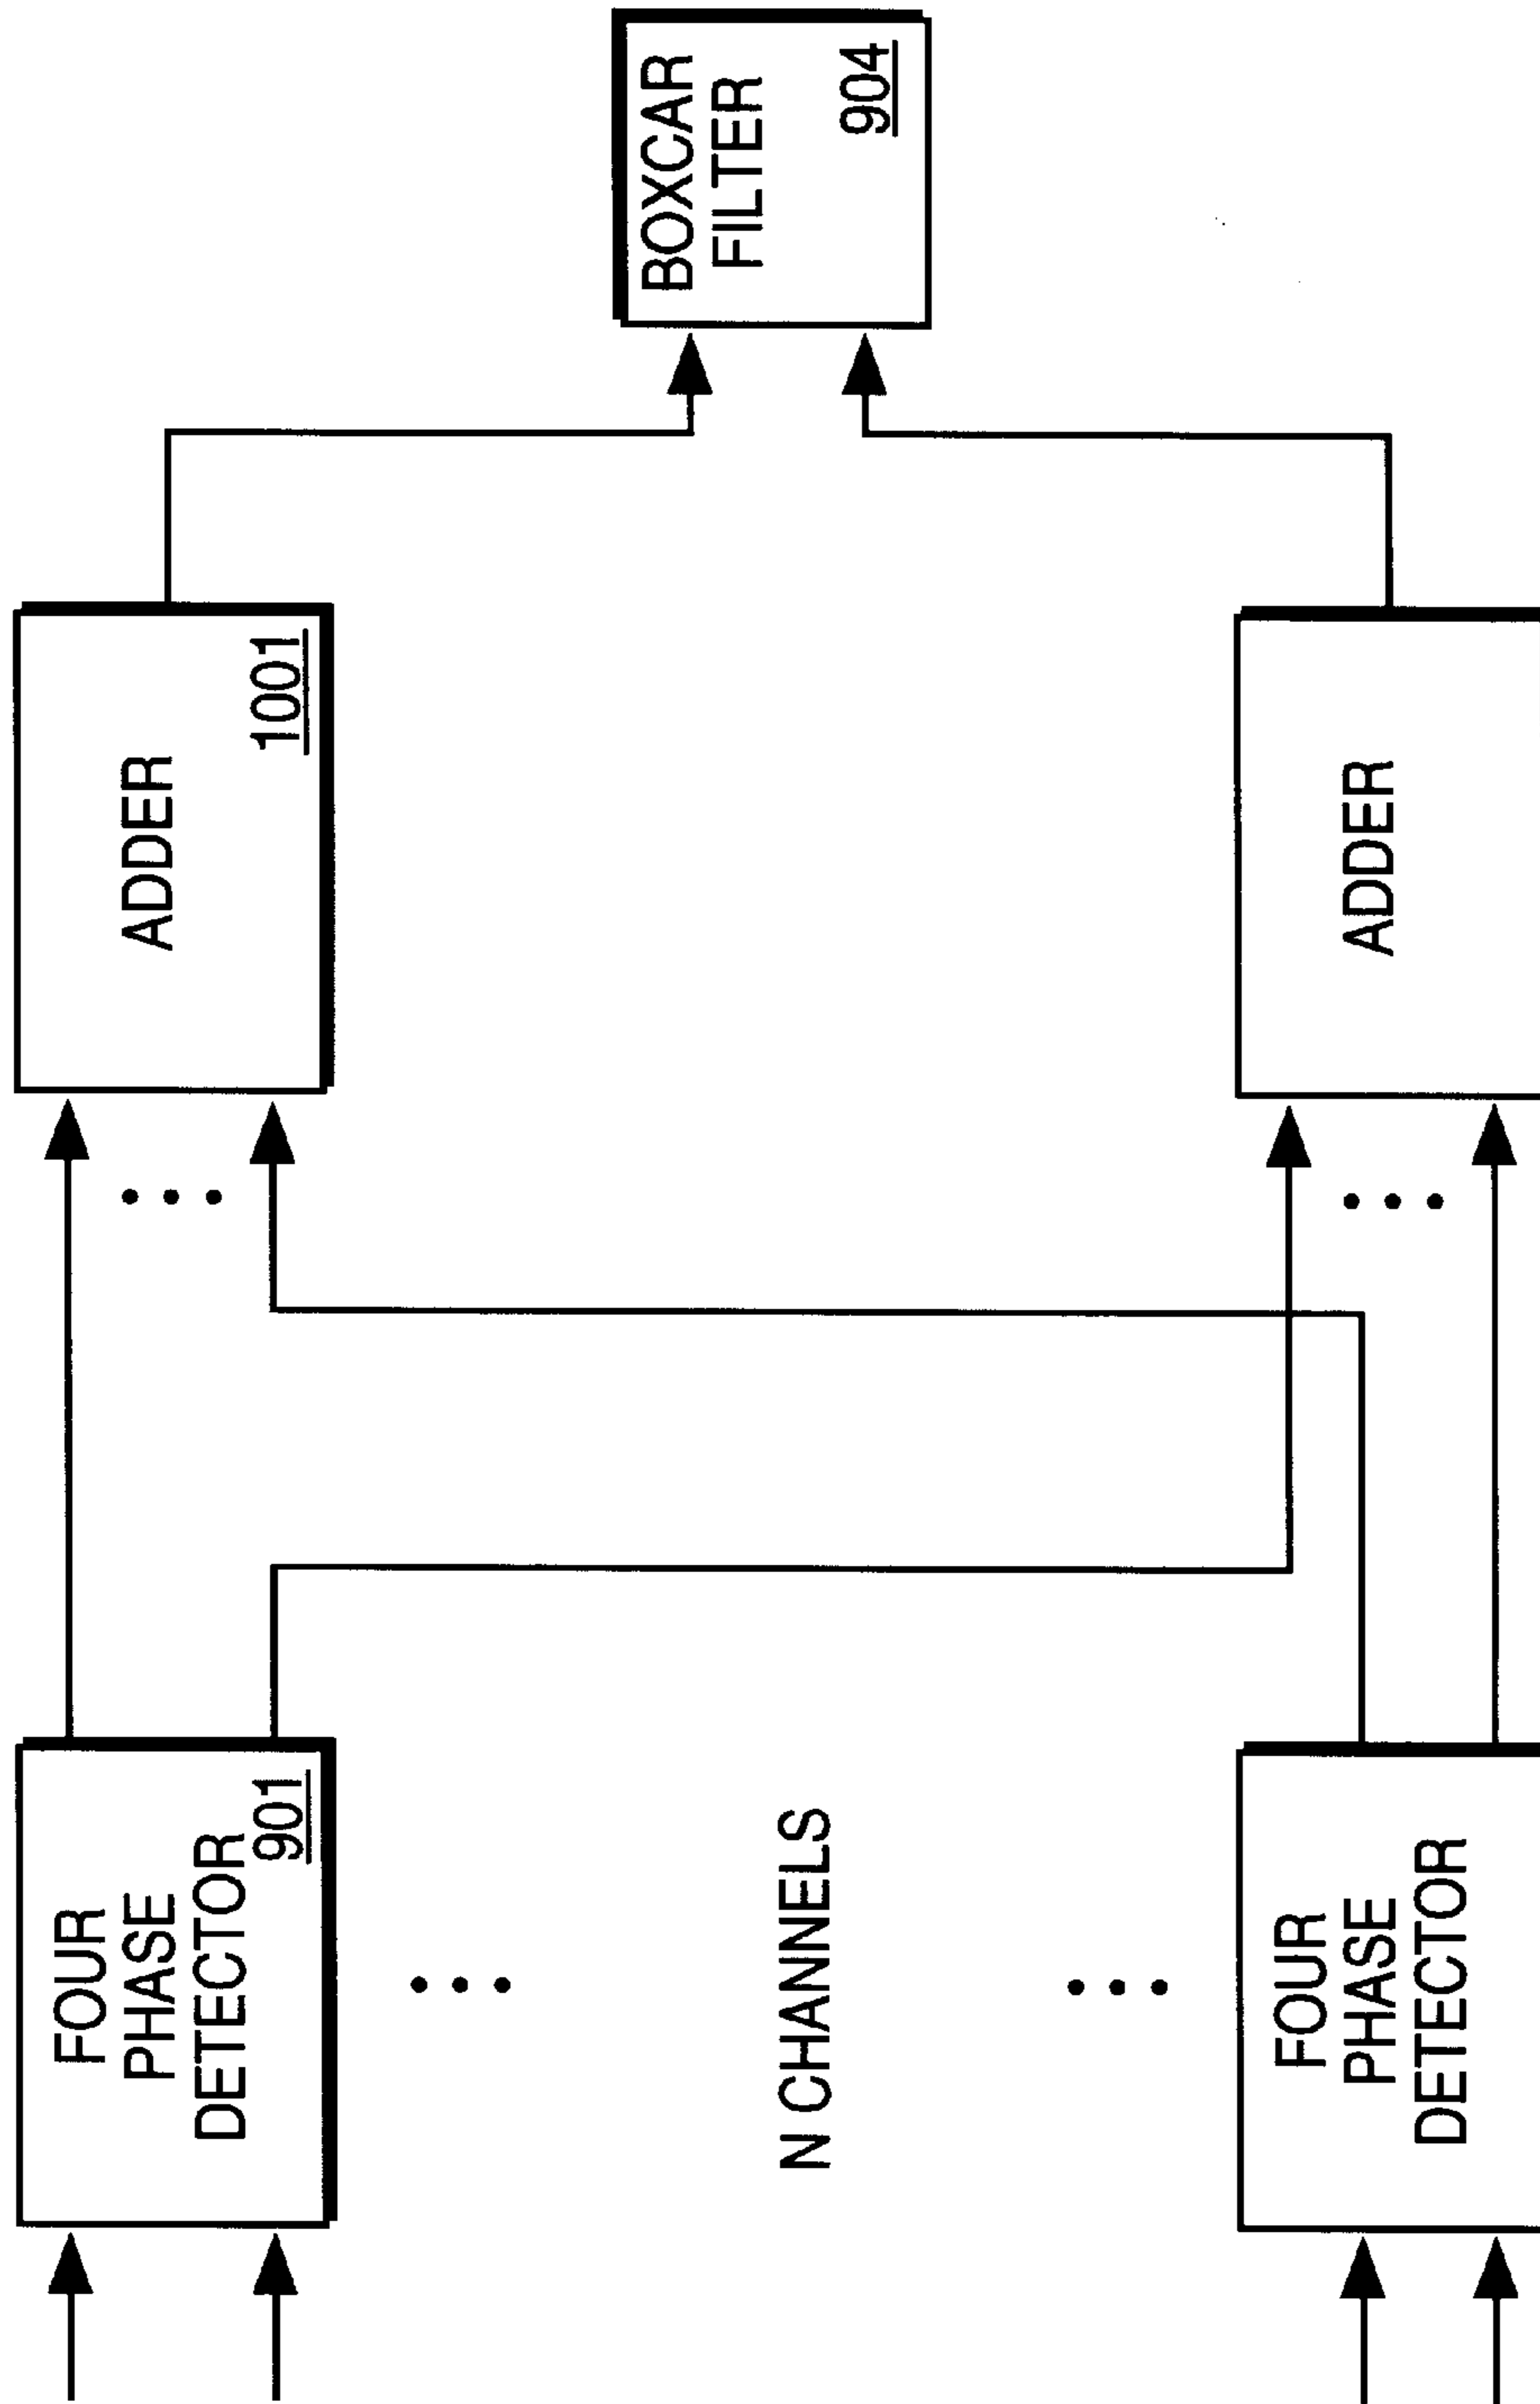 FOUR
PHASE
DETECTOR
901
ADDER
1001
BOXCAR
FILTER
904
N CHANNELS
FOUR
PHASE
DETECTOR
ADDER